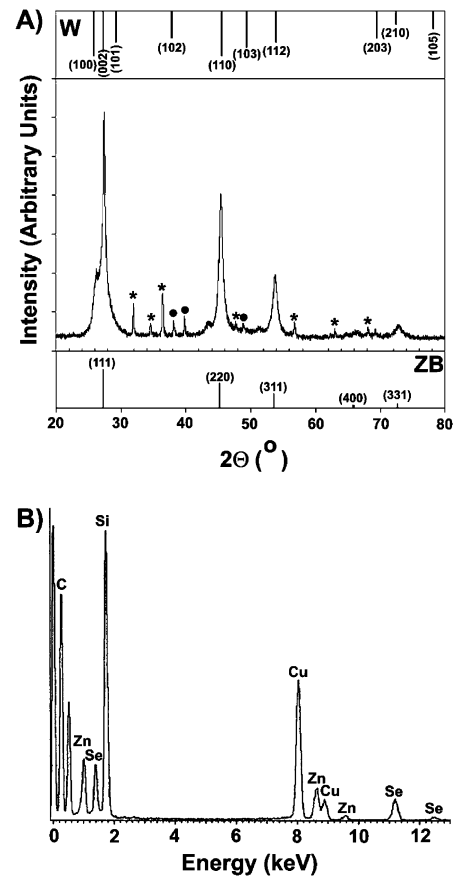 A)
W
(100) (002) (101) (102) (110) (103) (112) (203) (210) (105)
Intensity (Arbitrary Units)
* * * ● ● * ● * * *
ZB
(111) (220) (311) (400) (331)
20 30 40 50 60 70 80
2Θ (°)
B)
Si
C
Cu
Zn Se Zn Cu Zn Se Se
0 2 4 6 8 10 12
Energy (keV)